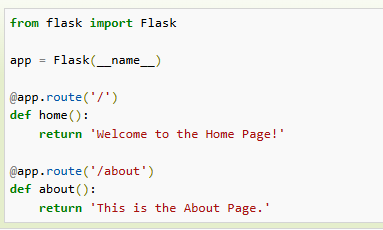 from flask import Flask
app = Flask(__name__)
@app.route('/')
def home():
    return 'Welcome to the Home Page!'
@app.route('/about')
def about():
    return 'This is the About Page.'